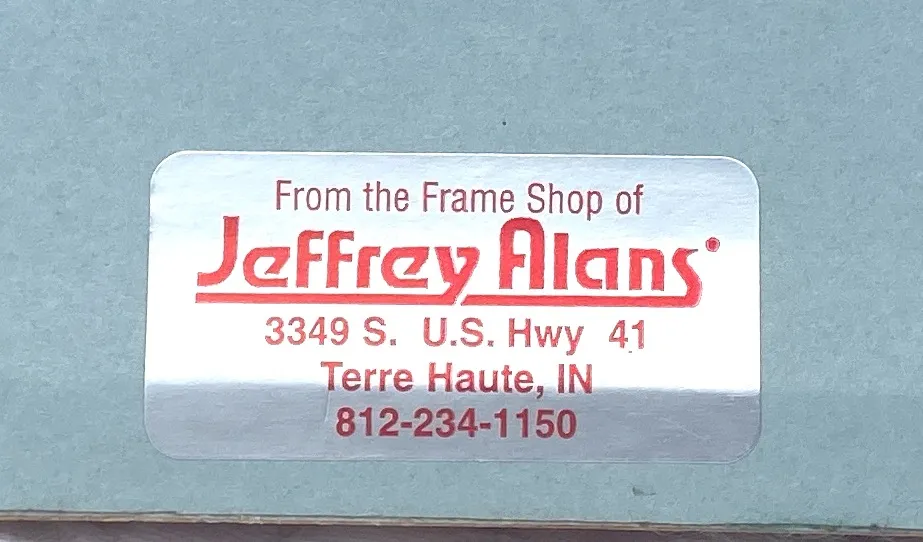 From the Frame Shop of
Jeffrey Alans®
3349 S. U.S. Hwy 41
Terre Haute, IN
812-234-1150